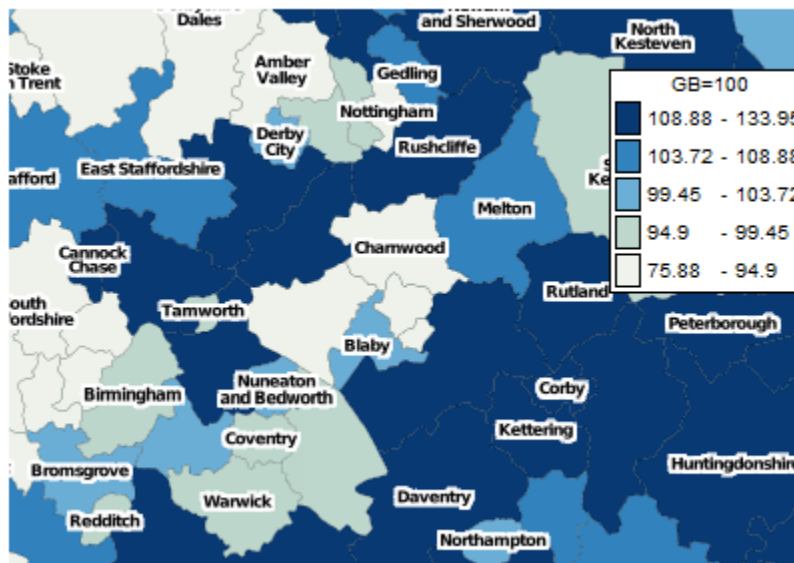 Dales
and Sherwood
North
Kesteven
Stoke
n Trent
Amber
Valley
Gedling
Nottingham
Derby
City
Rushcliffe
East Staffordshire
afford
Melton
GB=100
108.88 - 133.95
103.72 - 108.88
99.45 - 103.72
94.9 - 99.45
75.88 - 94.9
S
Ke
Charnwood
Cannock
Chase
South
fordshire
Tamworth
Rutland
Peterborough
Blaby
Birmingham
Nuneaton
and Bedworth
Corby
Kettering
Coventry
Bromsgrove
Huntingdonshire
Redditch
Warwick
Daventry
Northampton